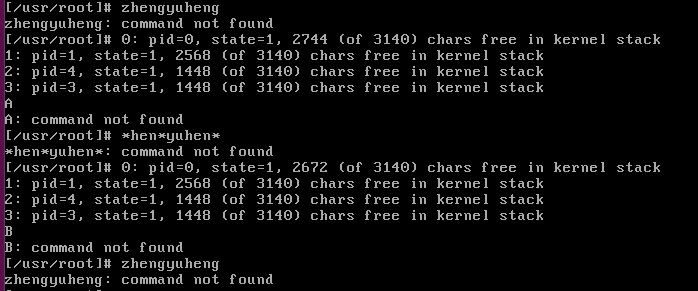 [/usr/root]# zhengyuheng
zhengyuheng: command not found
[/usr/root]# 0: pid=0, state=1, 2744 (of 3140) chars free in kernel stack
1: pid=1, state=1, 2568 (of 3140) chars free in kernel stack
2: pid=4, state=1, 1448 (of 3140) chars free in kernel stack
3: pid=3, state=1, 1448 (of 3140) chars free in kernel stack
A
A: command not found
[/usr/root]# *hen*yuhen*
*hen*yuhen*: command not found
[/usr/root]# 0: pid=0, state=1, 2672 (of 3140) chars free in kernel stack
1: pid=1, state=1, 2568 (of 3140) chars free in kernel stack
2: pid=4, state=1, 1448 (of 3140) chars free in kernel stack
3: pid=3, state=1, 1448 (of 3140) chars free in kernel stack
B
B: command not found
[/usr/root]# zhengyuheng
zhengyuheng: command not found